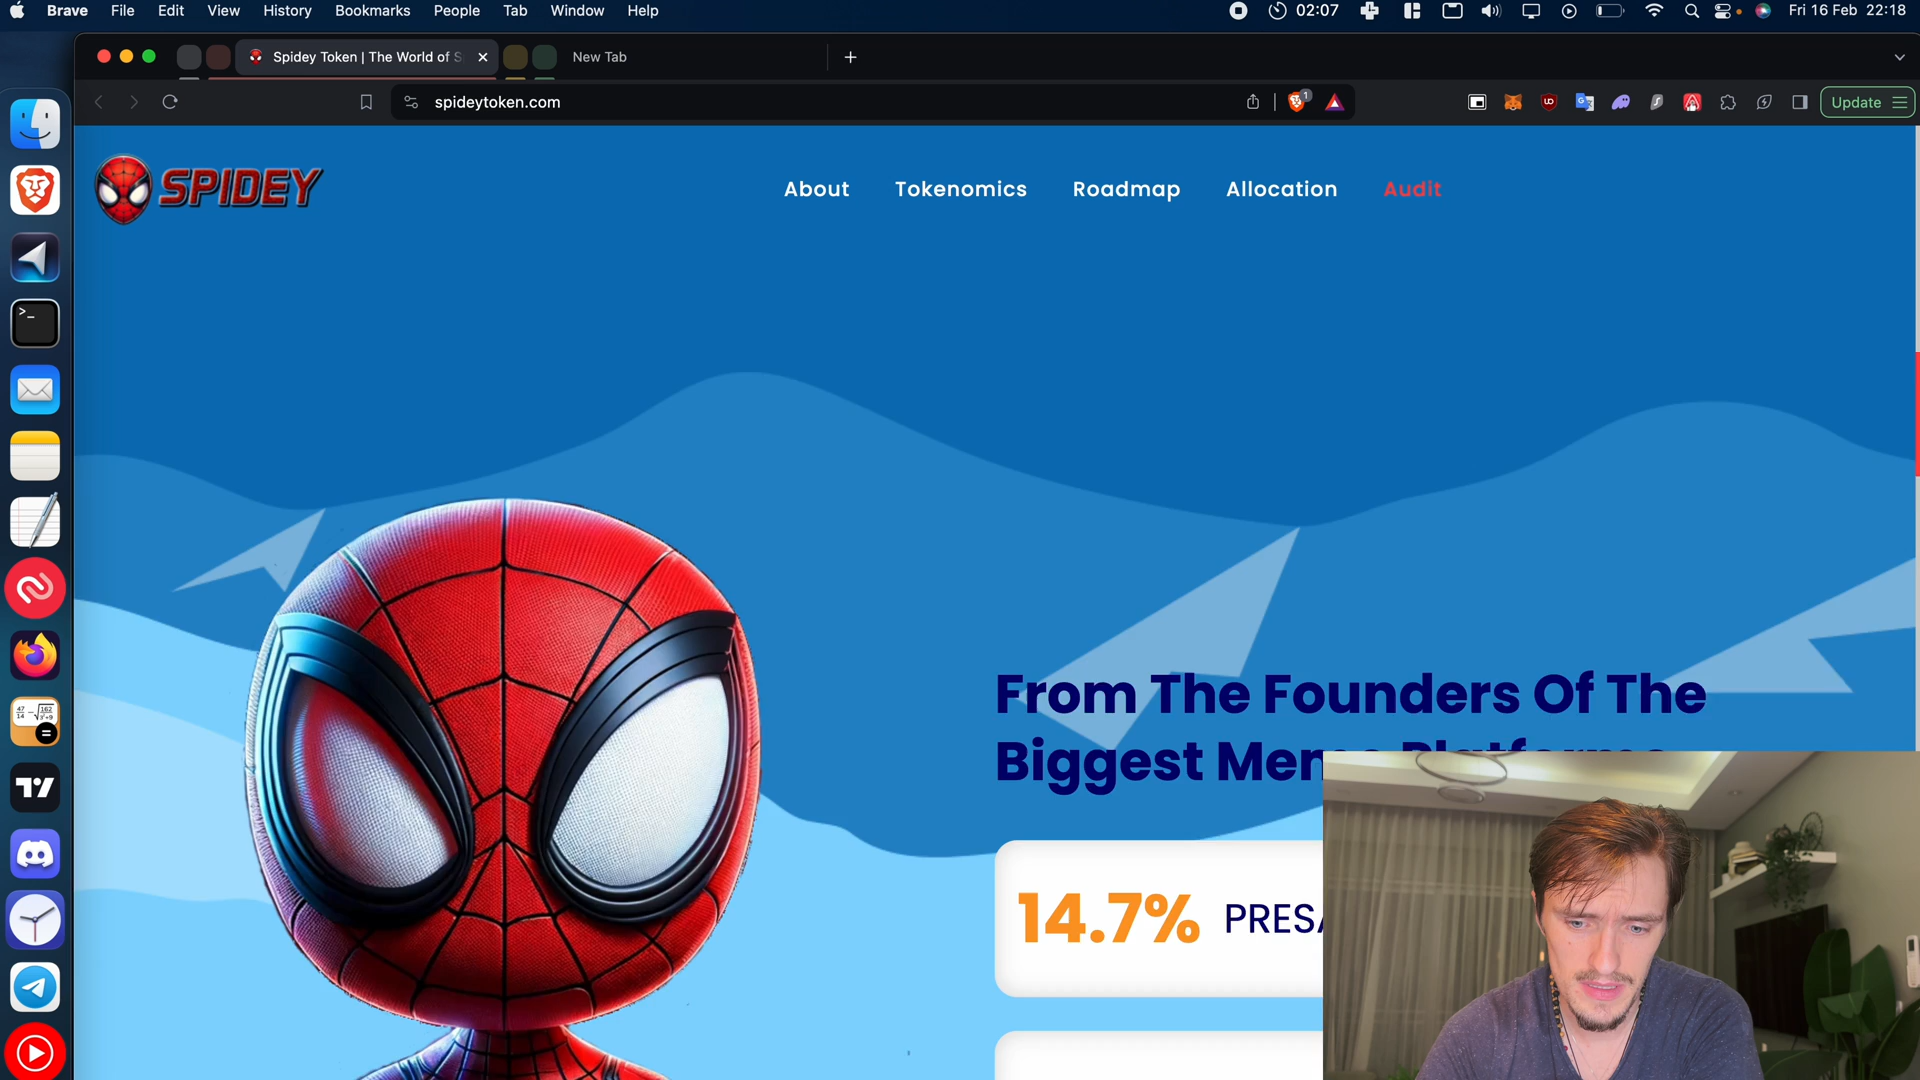 Brave File Edit View History Bookmarks People Tab Window Help 02:07 Fri 16 Feb 22:18
Spidey Token | The World of S New Tab
spideytoken.com 1 Update
SPIDEY About Tokenomics Roadmap Allocation Audit
From The Founders Of The
Biggest
14.7% PRESA